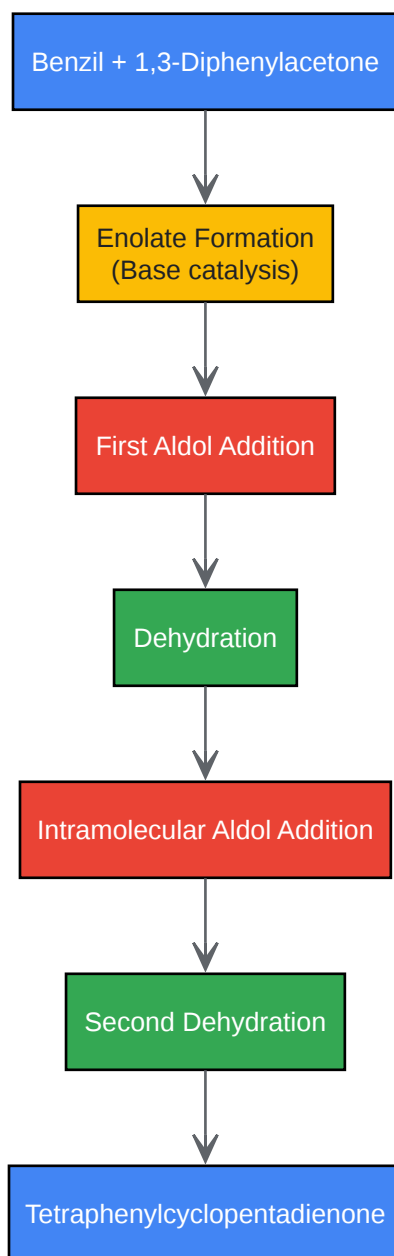 Benzil + 1,3-Diphenylacetone
Enolate Formation
(Base catalysis)
First Aldol Addition
Dehydration
Intramolecular Aldol Addition
Second Dehydration
Tetraphenylcyclopentadienone